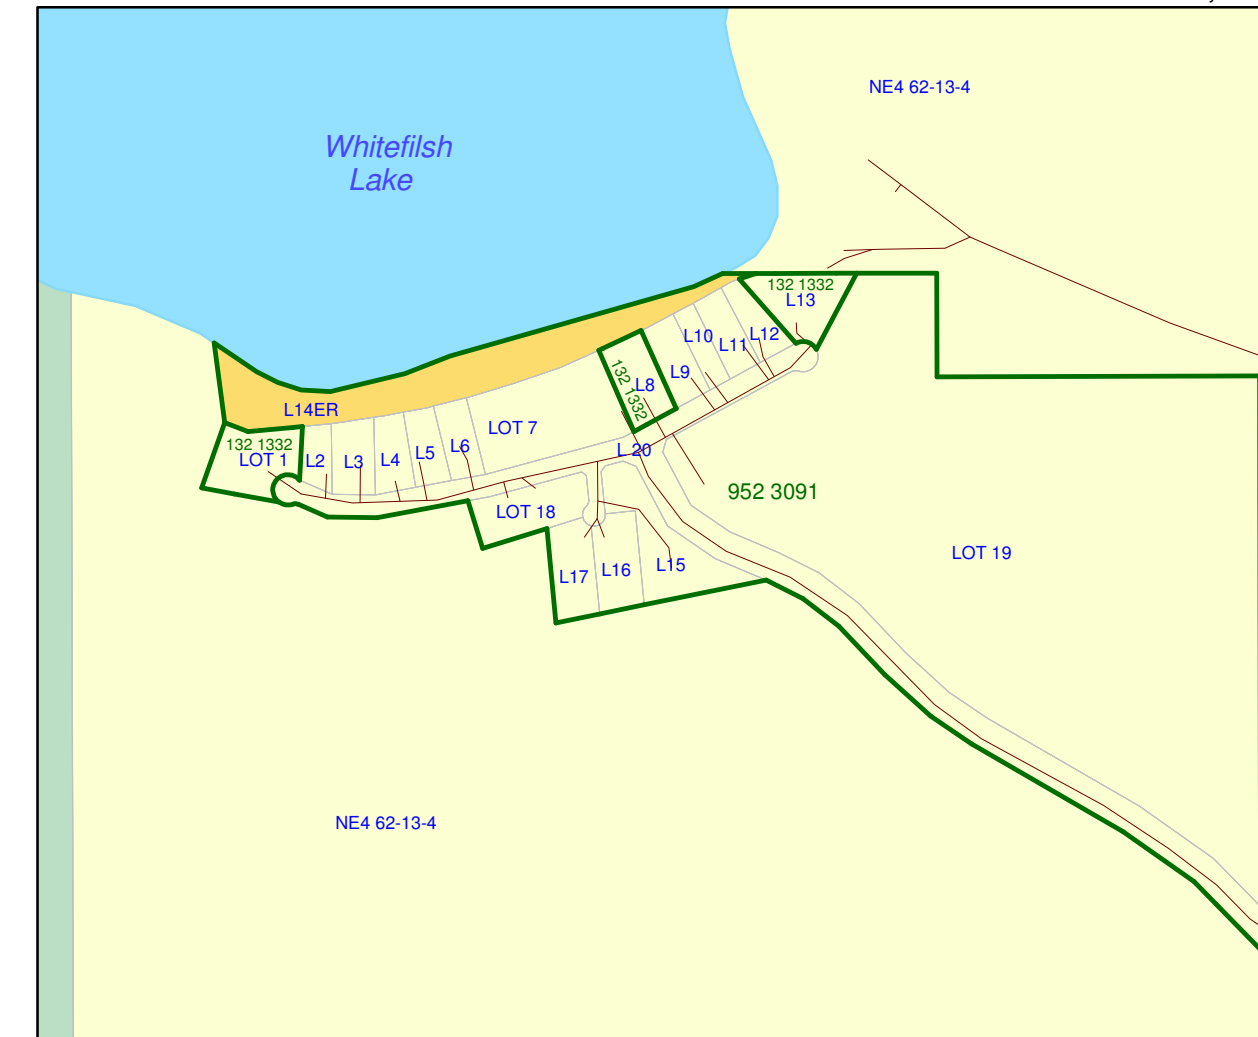 NE4 62-13-4
Whitefilsh
Lake
132 1332
L13
L10
L11
L12
132 1332
L8
L9
L14ER
LOT 7
132 1332
LOT 1
L2
L3
L4
L5
L6
L 20
952 3091
LOT 18
LOT 19
L17
L16
L15
NE4 62-13-4